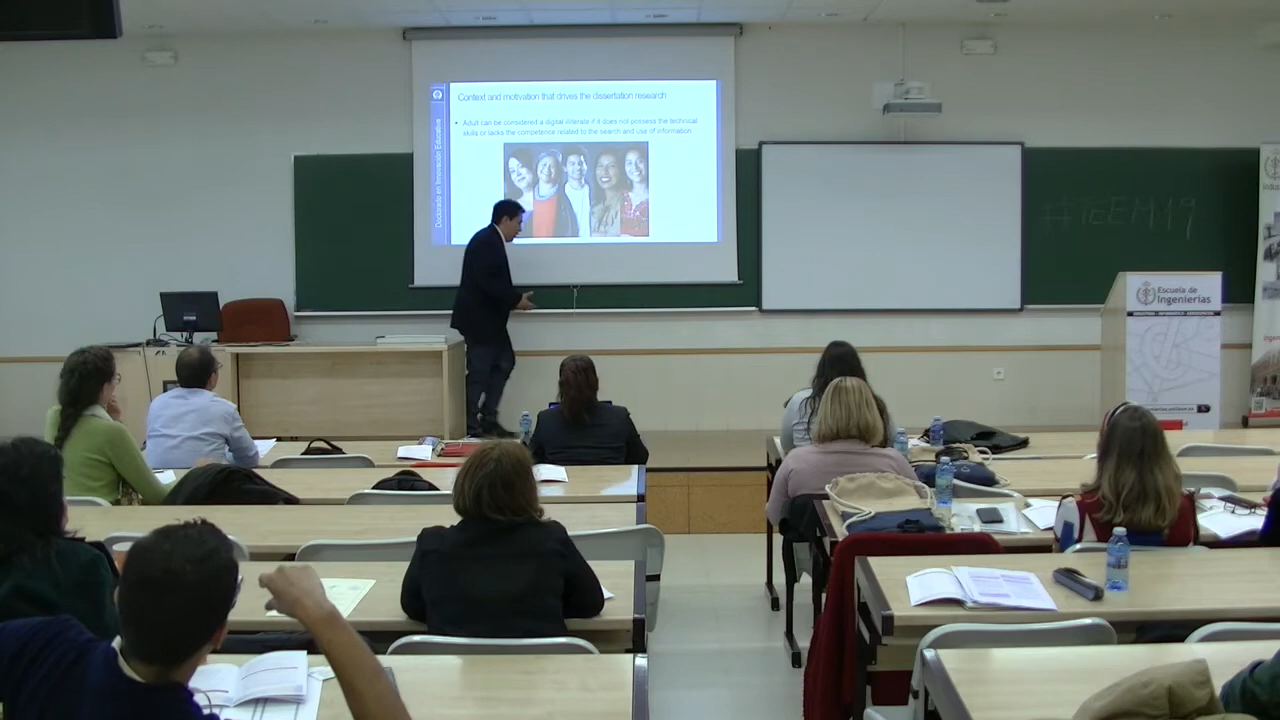 Context and motivation that drives the dissertation research
Adult can be considered a digital illiterate if it does not possess the technical
skills or lacks the competence related to the search and use of information.
Doctorado en Innovación Educativa
#TEEM19
Escuela de
Ingenierías